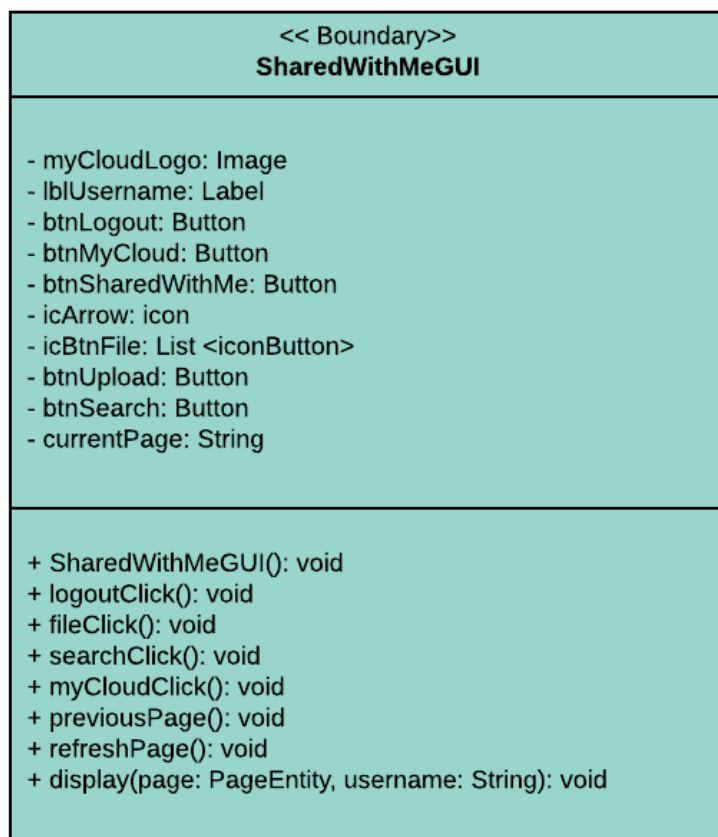 << Boundary>>
SharedWithMeGUI
- myCloudLogo: Image
- lblUsername: Label
- btnLogout: Button
- btnMyCloud: Button
- btnSharedWithMe: Button
- icArrow: icon
- icBtnFile: List <iconButton>
- btnUpload: Button
- btnSearch: Button
- currentPage: String
+ SharedWithMeGUI(): void
+ logoutClick(): void
+ fileClick(): void
+ searchClick(): void
+ myCloudClick(): void
+ previousPage(): void
+ refreshPage(): void
+ display(page: PageEntity, username: String): void